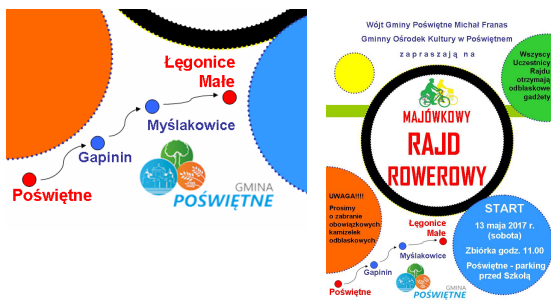 Łęgonice
Małe
Myślakowice
Gapinin
Poświętne
GMINA
POŚWIĘTNE
Wójt Gminy Poświętne Michał Franas
Gminny Ośrodek Kultury w Poświętnem
zapraszają na
Wszyscy
Uczestnicy
Rajdu
otrzymają
odblaskowe
gadżety
MAJÓWKOWY
RAJD
ROWEROWY
UWAGA!!!!
Prosimy
o zabranie
obowiązkowych
kamizelek
odblaskowych
START
13 maja 2017 r.
(sobota)
Zbiórka godz. 11.00
Poświętne - parking
przed Szkołą
Łęgonice
Małe
Myślakowice
Gapinin
Poświętne
GMINA
POŚWIĘTNE